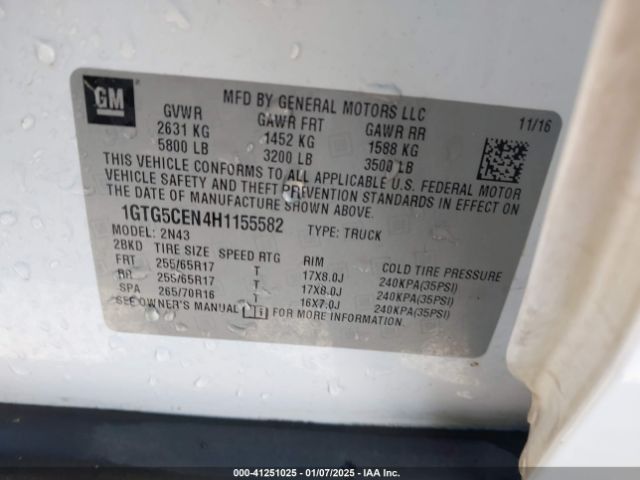 GM
MFD BY GENERAL MOTORS LLC
11/16
GVWR GAWR FRT GAWR RR
2631 KG 1452 KG 1588 KG
5800 LB 3200 LB 3500 LB
THIS VEHICLE CONFORMS TO ALL APPLICABLE U.S. FEDERAL MOTOR
VEHICLE SAFETY AND THEFT PREVENTION STANDARDS IN EFFECT ON
THE DATE OF MANUFACTURE SHOWN ABOVE.
1GTG5CEN4H1155582 TYPE: TRUCK
MODEL: 2N43
2BKD TIRE SIZE SPEED RTG RIM COLD TIRE PRESSURE
FRT 255/65R17 T 17X8.0J 240KPA(35PSI)
RR 255/65R17 T 17X8.0J 240KPA(35PSI)
SPA 265/70R16 T 16X7.0J 240KPA(35PSI)
SEE OWNER'S MANUAL FOR MORE INFORMATION.
000-41251025 | 01/07/2025 | IAA Inc.